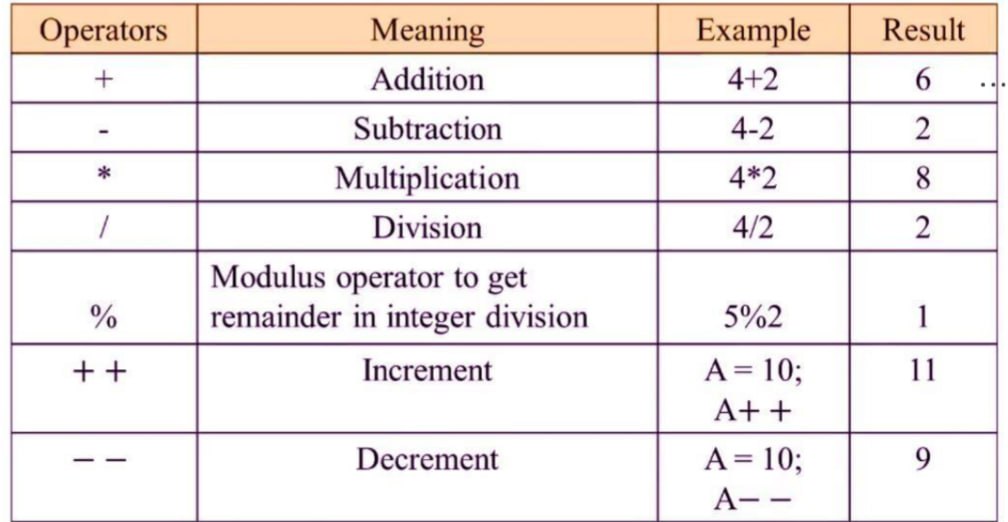 Operators Meaning Example Result
+ Addition 4+2 6 ...
- Subtraction 4-2 2
* Multiplication 4*2 8
/ Division 4/2 2
Modulus operator to get
% remainder in integer division 5%2 1
+ + Increment A = 10; 11
A+ +
− − Decrement A = 10; 9
A− −